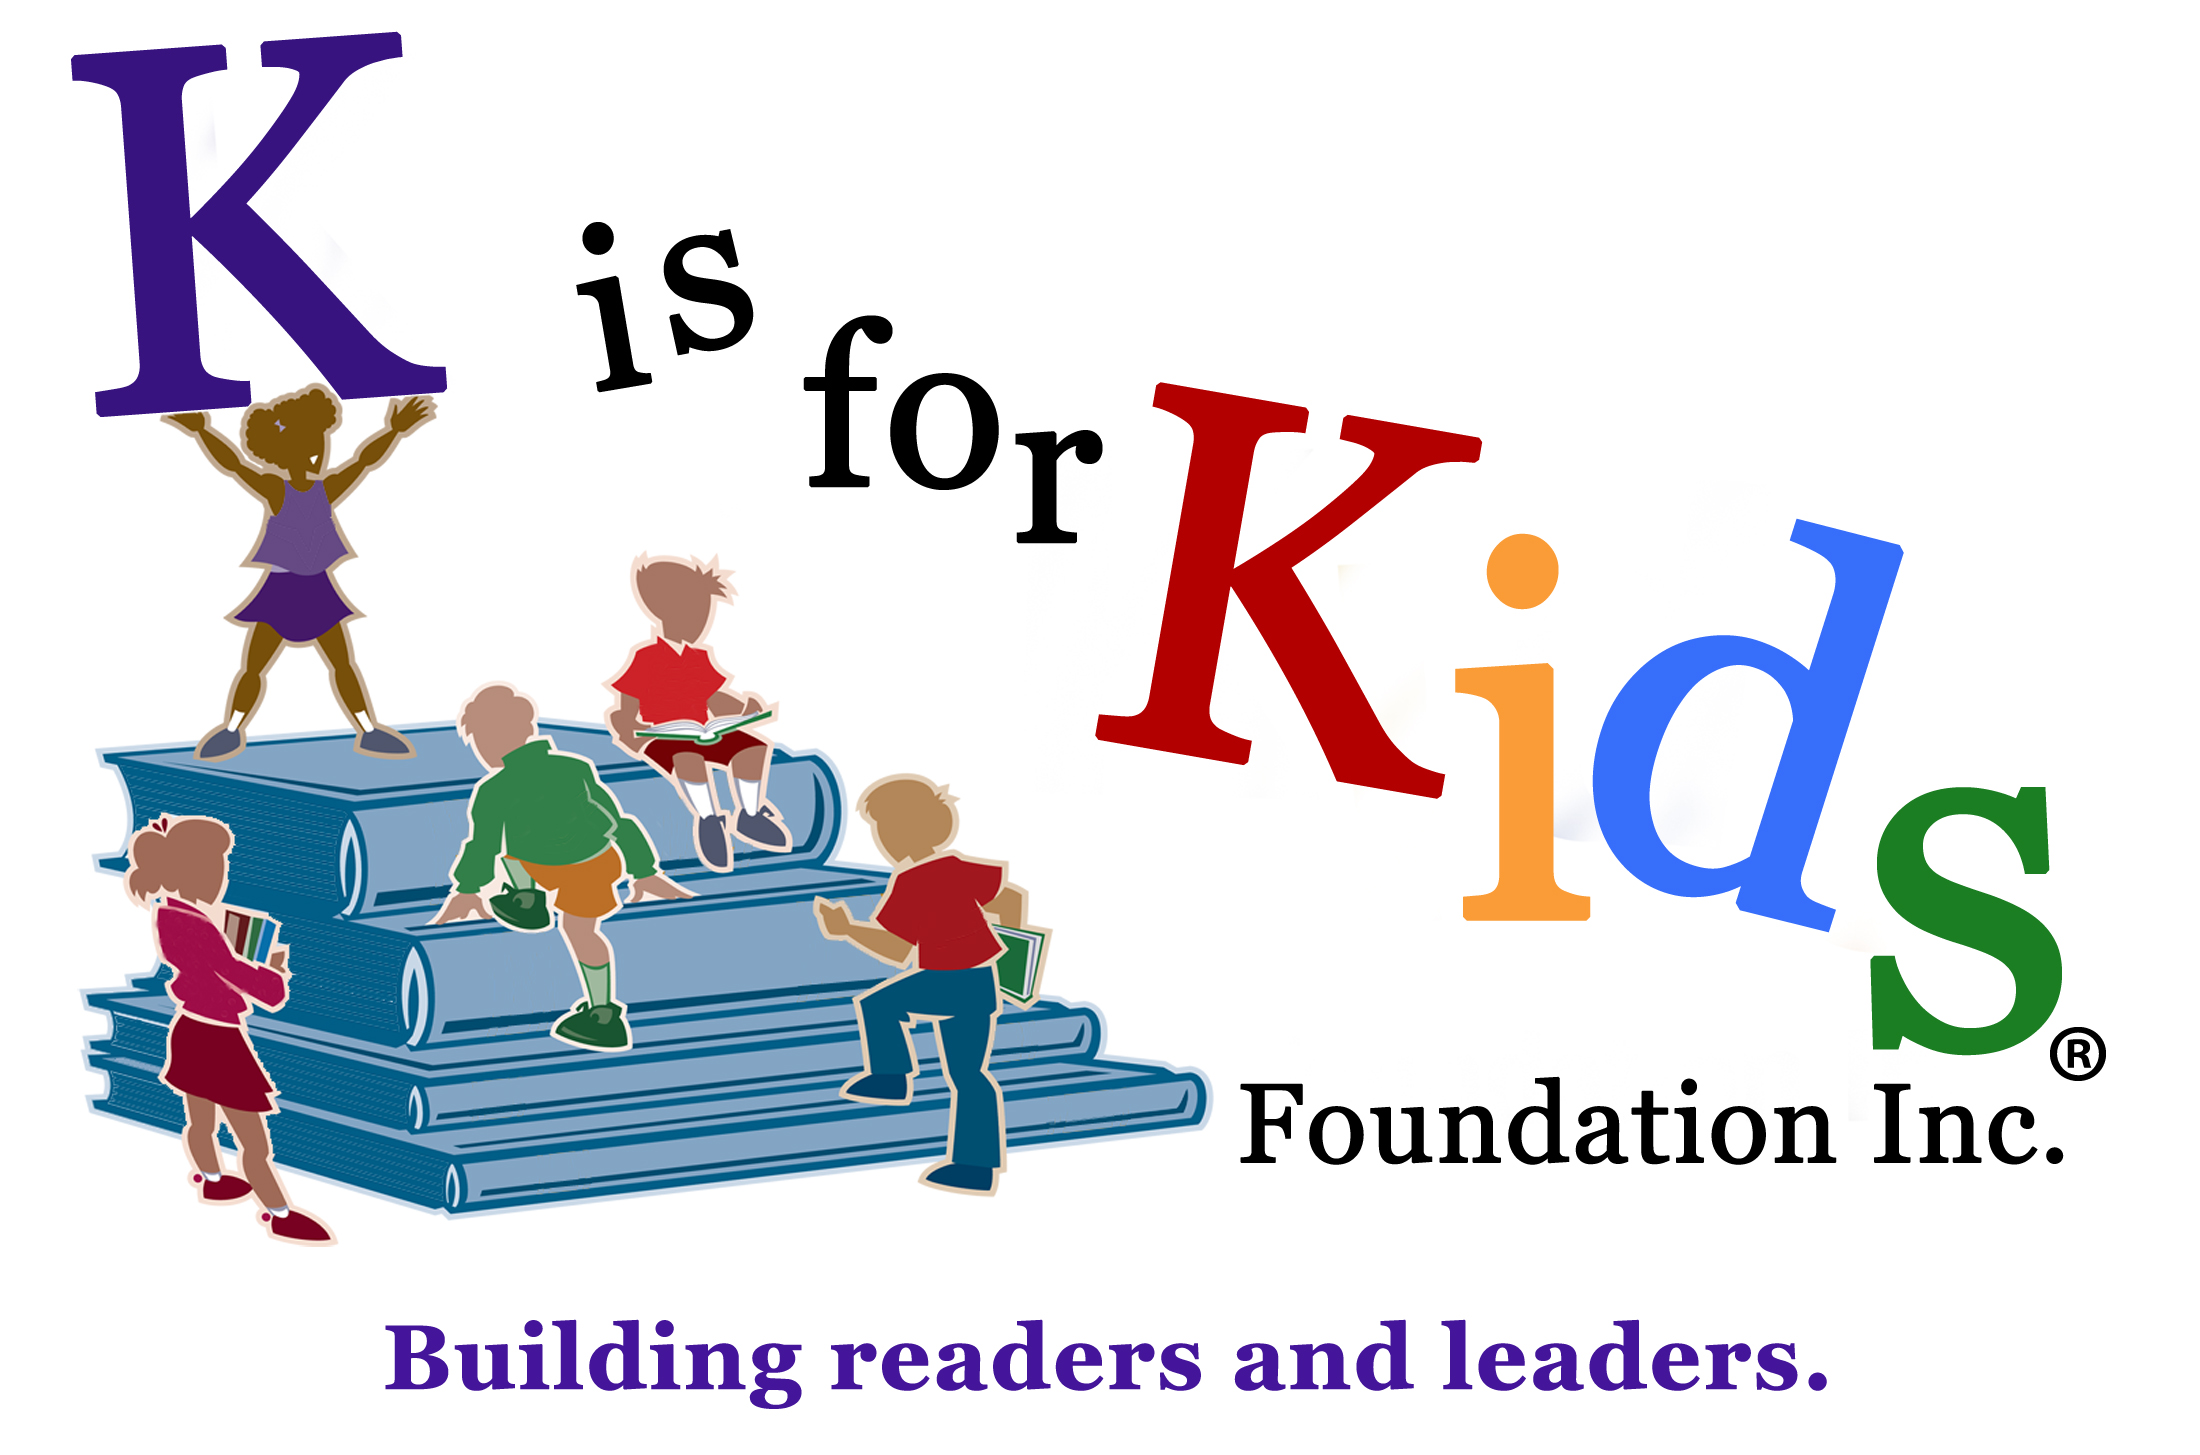 K is for Kids®
Foundation Inc.
Building readers and leaders.